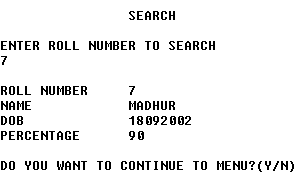 SEARCH
ENTER ROLL NUMBER TO SEARCH
7
ROLL NUMBER 7
NAME MADHUR
DOB 18092002
PERCENTAGE 90
DO YOU WANT TO CONTINUE TO MENU?(Y/N)